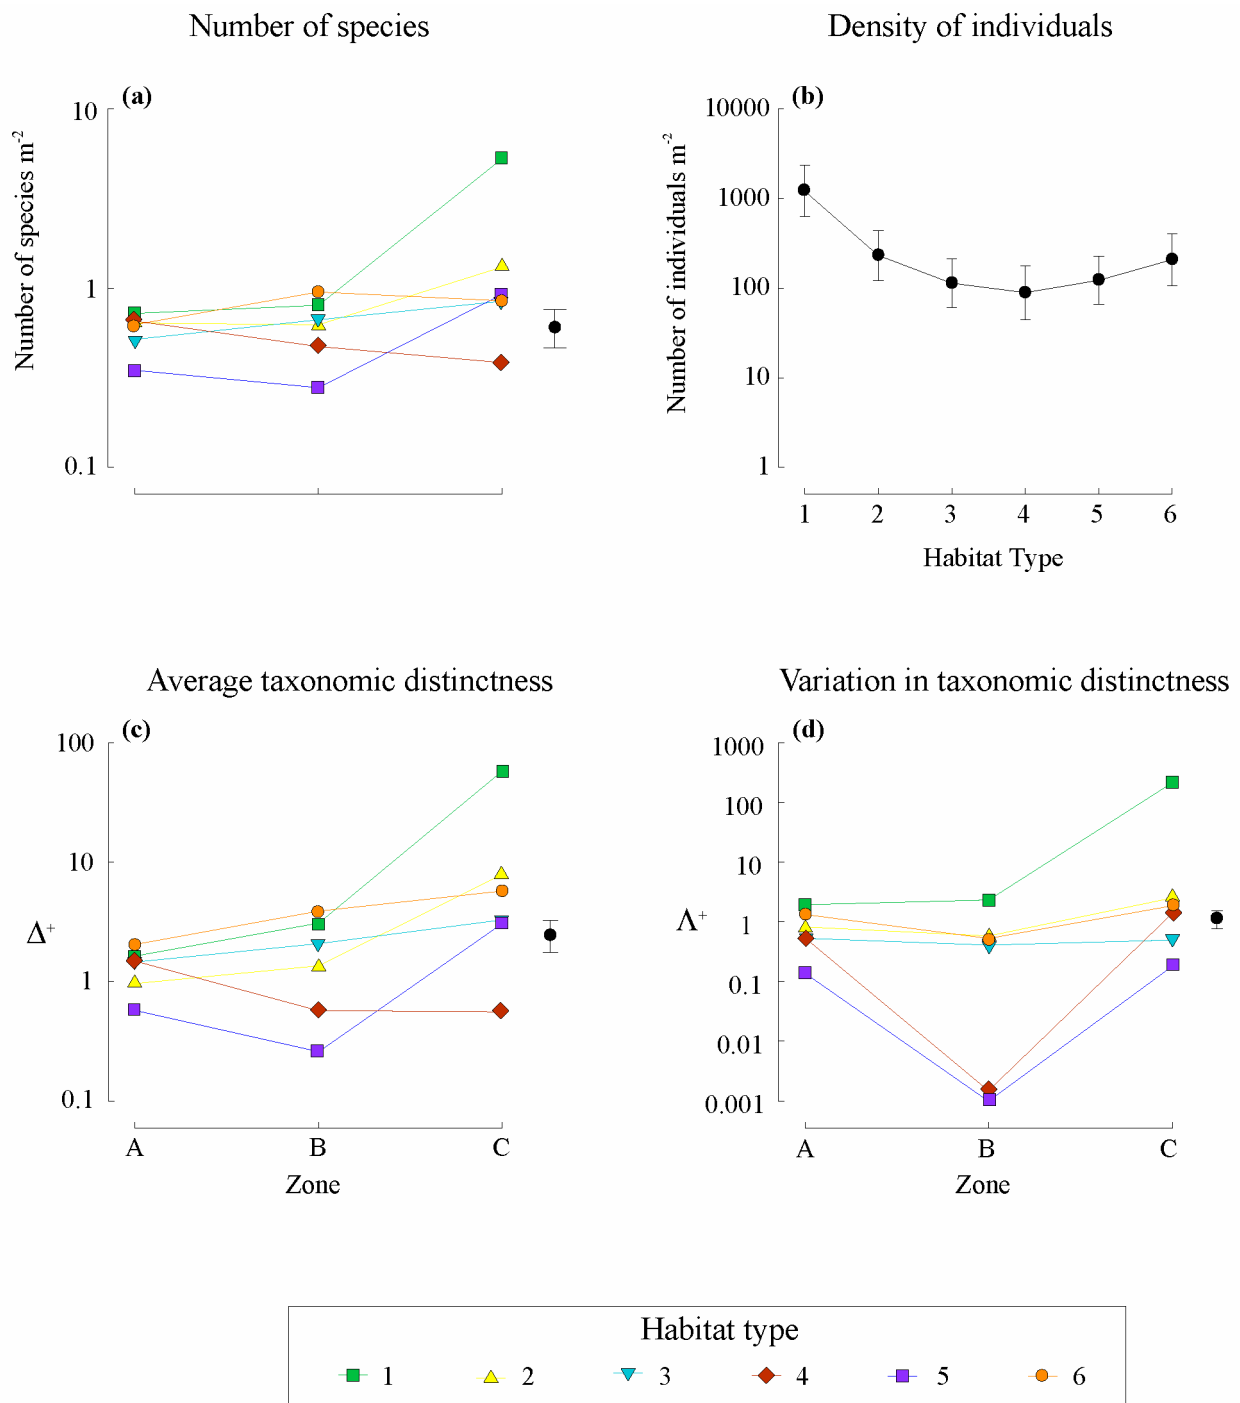 Number of species
Density of individuals
(a)
Number of species m⁻²
10
1
0.1
(b)
Number of individuals m⁻²
10000
1000
100
10
1
1 2 3 4 5 6
Habitat Type
Average taxonomic distinctness
Variation in taxonomic distinctness
(c)
Δ⁺
100
10
1
0.1
A B C
Zone
(d)
Λ⁺
1000
100
10
1
0.1
0.01
0.001
A B C
Zone
Habitat type
1 2 3 4 5 6